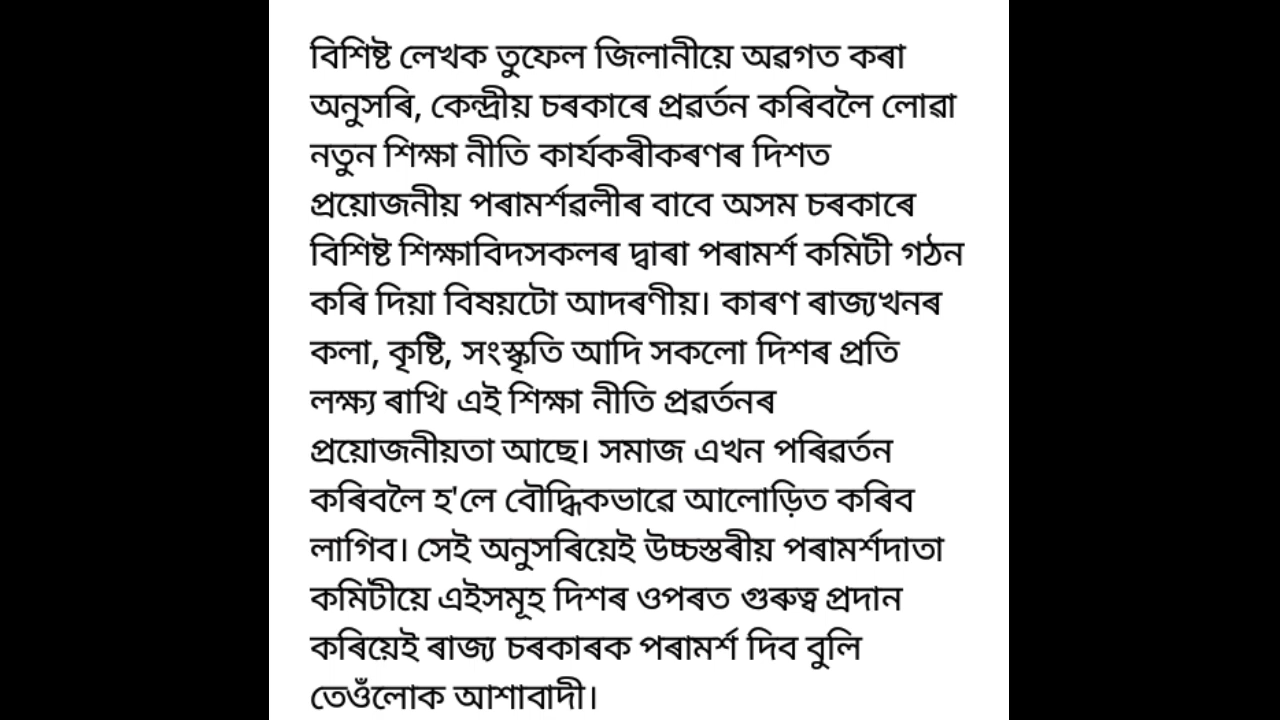 বিশিষ্ট লেখক তুফেল জিলানীয়ে অৱগত কৰা
অনুসৰি, কেন্দ্ৰীয় চৰকাৰে প্ৰৱৰ্তন কৰিবলৈ লোৱা
নতুন শিক্ষা নীতি কাৰ্যকৰীকৰণৰ দিশত
প্ৰয়োজনীয় পৰামৰ্শৱলীৰ বাবে অসম চৰকাৰে
বিশিষ্ট শিক্ষাবিদসকলৰ দ্বাৰা পৰামৰ্শ কমিটী গঠন
কৰি দিয়া বিষয়টো আদৰণীয়। কাৰণ ৰাজ্যখনৰ
কলা, কৃষ্টি, সংস্কৃতি আদি সকলো দিশৰ প্ৰতি
লক্ষ্য ৰাখি এই শিক্ষা নীতি প্ৰৱৰ্তনৰ
প্ৰয়োজনীয়তা আছে। সমাজ এখন পৰিৱৰ্তন
কৰিবলৈ হ'লে বৌদ্ধিকভাৱে আলোড়িত কৰিব
লাগিব। সেই অনুসৰিয়েই উচ্চস্তৰীয় পৰামৰ্শদাতা
কমিটীয়ে এইসমূহ দিশৰ ওপৰত গুৰুত্ব প্ৰদান
কৰিয়েই ৰাজ্য চৰকাৰক পৰামৰ্শ দিব বুলি
তেওঁলোক আশাবাদী।